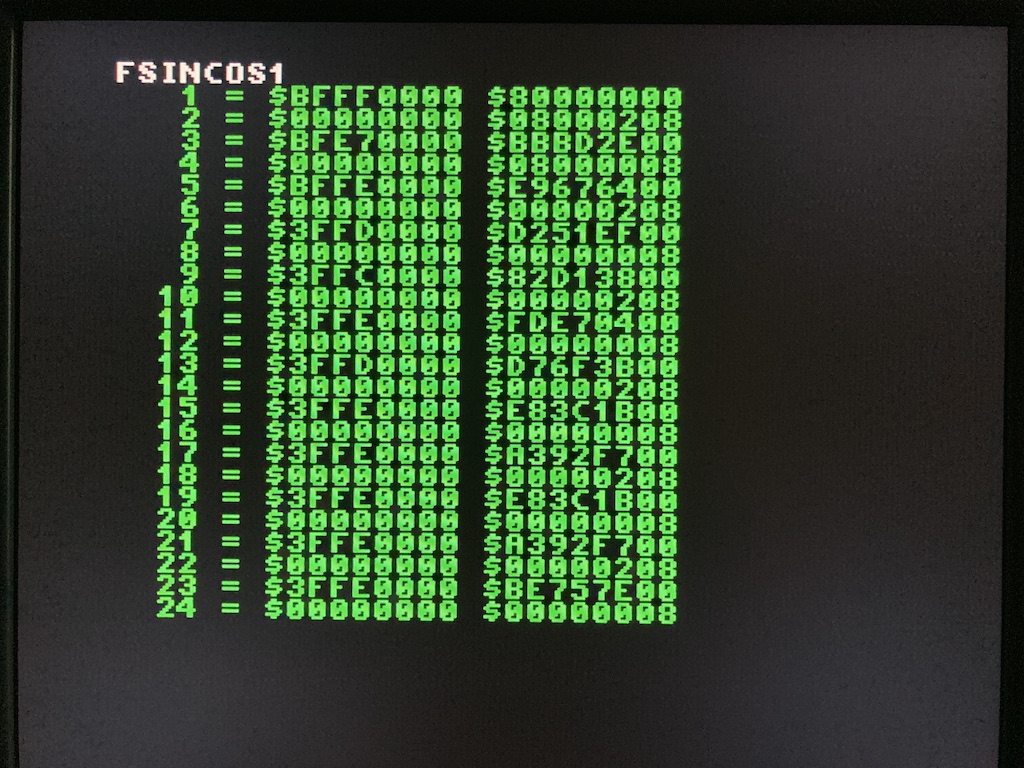 FSINCOS1
1 = $BFFF0000 $80000000
2 = $00000000 $08000208
3 = $BFE70000 $BBBD2E00
4 = $00000000 $08000008
5 = $BFFE0000 $E9676400
6 = $00000000 $00000208
7 = $3FFD0000 $D251EF00
8 = $00000000 $00000008
9 = $3FFC0000 $82D13800
10 = $00000000 $00000208
11 = $3FFE0000 $FDE70400
12 = $00000000 $00000008
13 = $3FFD0000 $D76F3B00
14 = $00000000 $00000208
15 = $3FFE0000 $E83C1B00
16 = $00000000 $00000008
17 = $3FFE0000 $A392F700
18 = $00000000 $00000208
19 = $3FFE0000 $E83C1B00
20 = $00000000 $00000008
21 = $3FFE0000 $A392F700
22 = $00000000 $00000208
23 = $3FFE0000 $BE757E00
24 = $00000000 $00000008